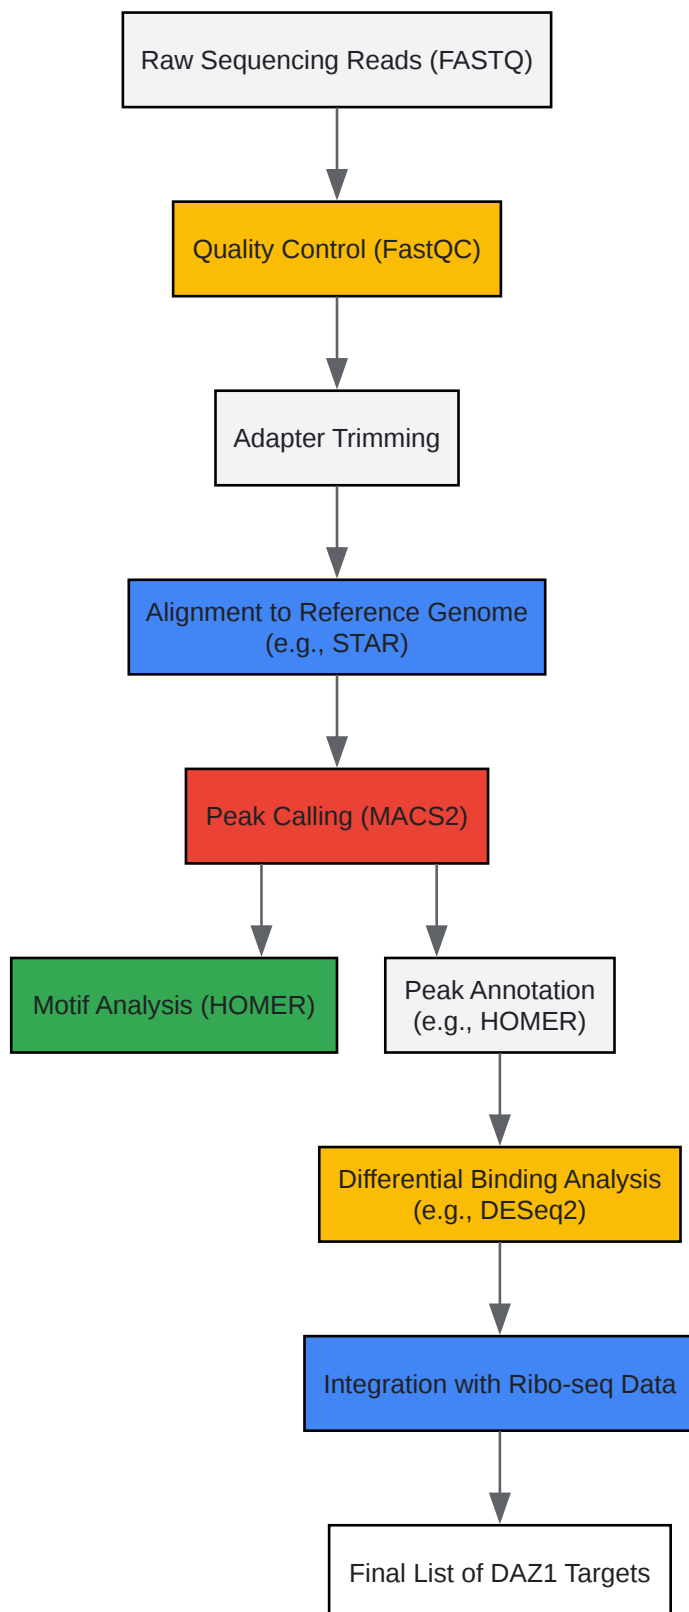 Raw Sequencing Reads (FASTQ)
Quality Control (FastQC)
Adapter Trimming
Alignment to Reference Genome
(e.g., STAR)
Peak Calling (MACS2)
Motif Analysis (HOMER)
Peak Annotation
(e.g., HOMER)
Differential Binding Analysis
(e.g., DESeq2)
Integration with Ribo-seq Data
Final List of DAZ1 Targets